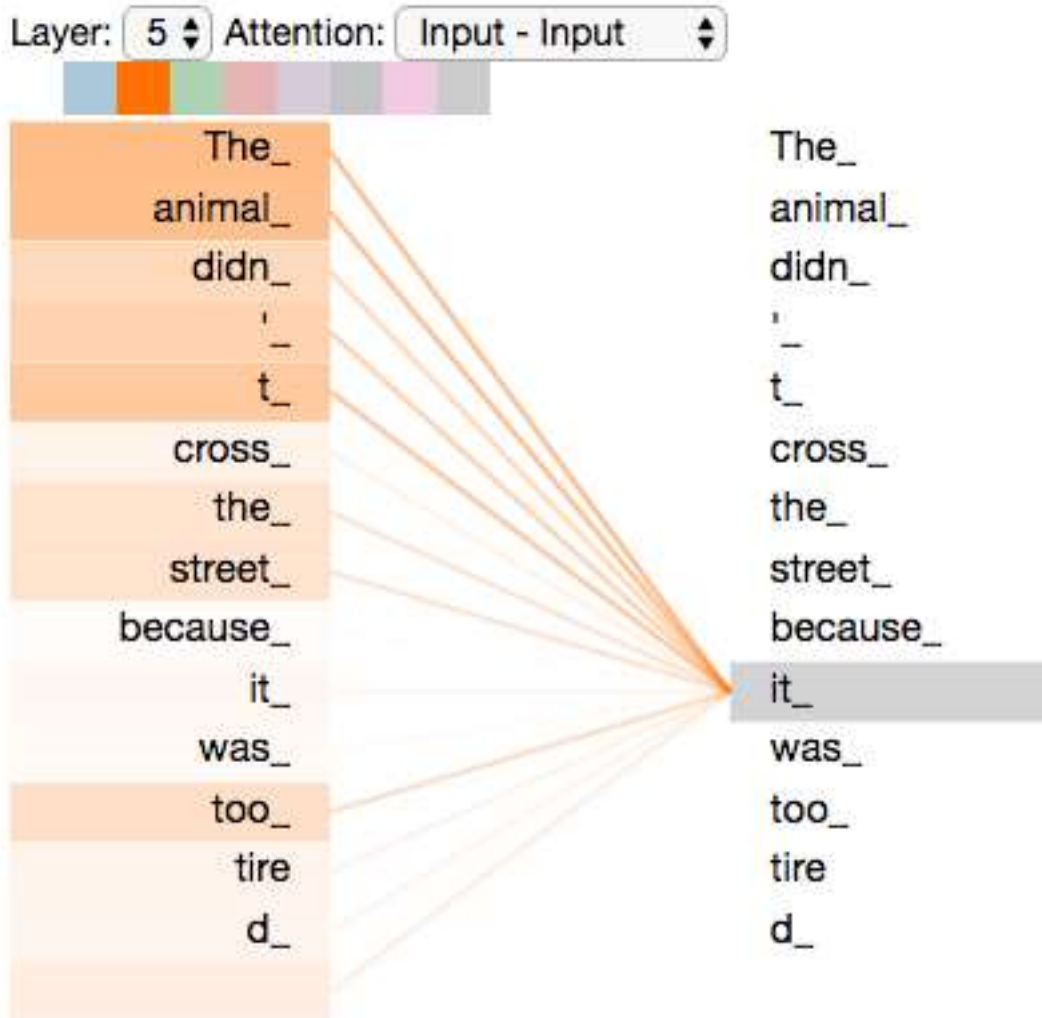 Layer: 5 Attention: Input - Input
The_ The_
animal_ animal_
didn_ didn_
'_ '_
t_ t_
cross_ cross_
the_ the_
street_ street_
because_ because_
it_ it_
was_ was_
too_ too_
tire tire
d_ d_